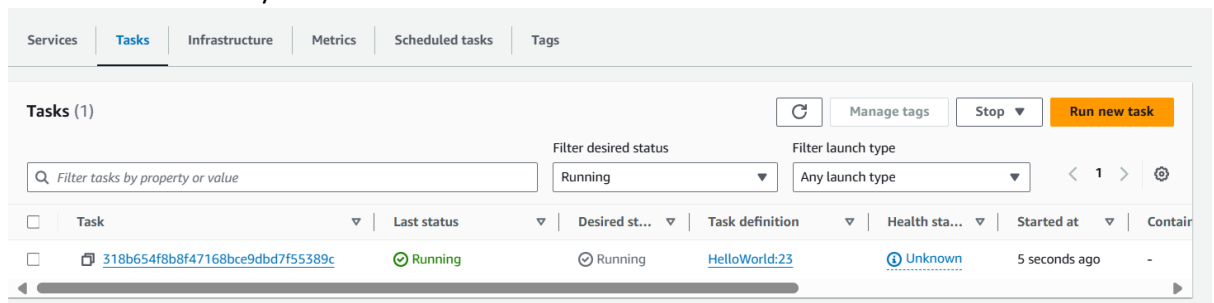 Services Tasks Infrastructure Metrics Scheduled tasks Tags
Tasks (1) Manage tags Stop Run new task
Filter desired status Filter launch type
Filter tasks by property or value Running Any launch type 1
Task Last status Desired st... Task definition Health sta... Started at Contain
318b654f8b8f47168bce9dbd7f55389c Running Running HelloWorld:23 Unknown 5 seconds ago -